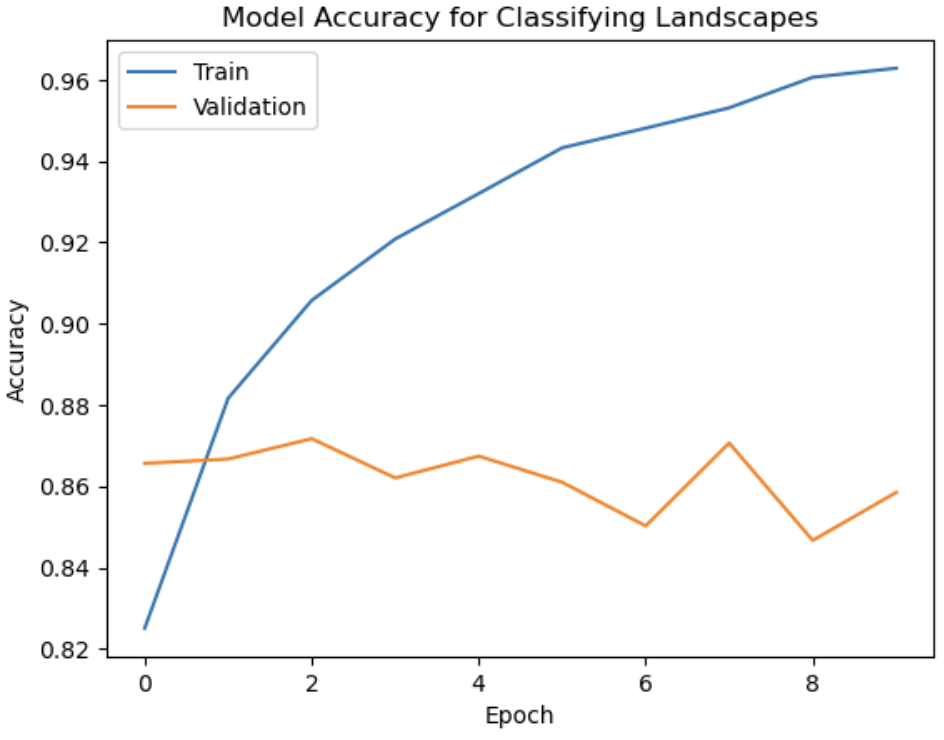 Model Accuracy for Classifying Landscapes
Train
Validation
0.96
0.94
0.92
0.90
0.88
0.86
0.84
0.82
Accuracy
0 2 4 6 8
Epoch